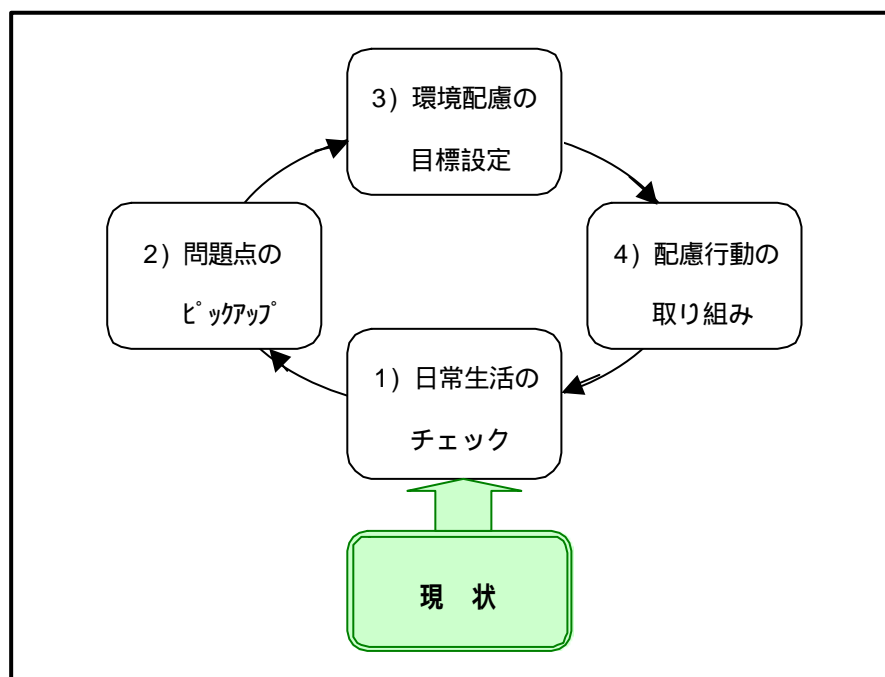 3) 環境配慮の
目標設定
2) 問題点の
ﾋﾟｯｸｱｯﾌﾟ
4) 配慮行動の
取り組み
1) 日常生活の
チェック
現　状